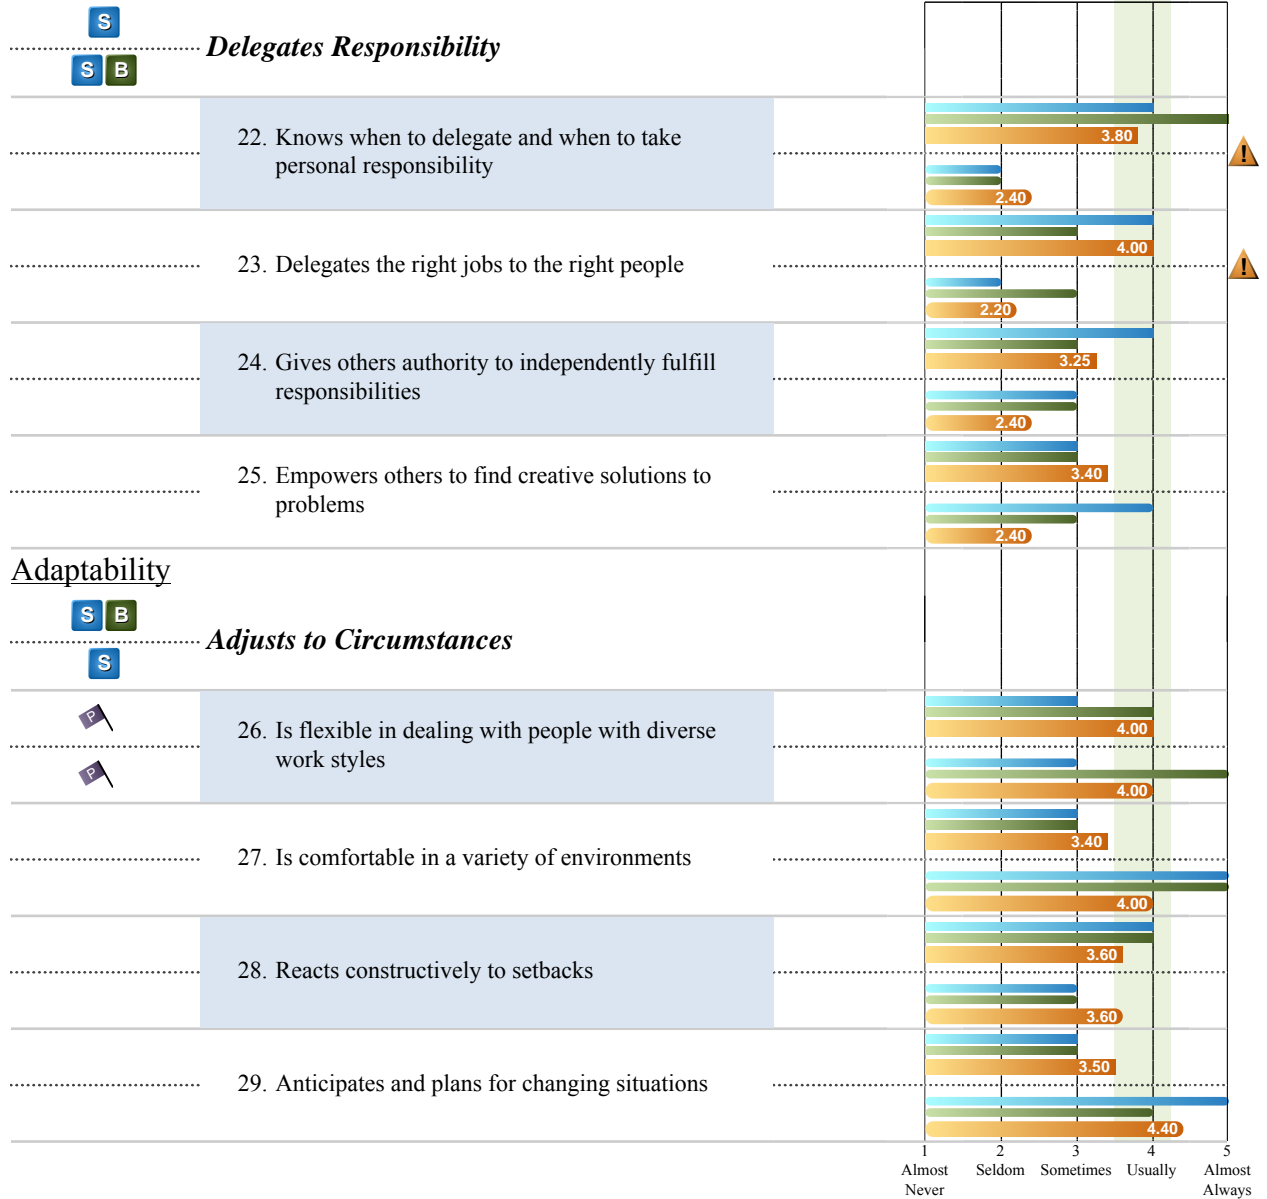 S
Delegates Responsibility
S B
22. Knows when to delegate and when to take
personal responsibility
3.80
!
2.40
23. Delegates the right jobs to the right people
4.00
!
2.20
24. Gives others authority to independently fulfill
responsibilities
3.25
2.40
25. Empowers others to find creative solutions to
problems
3.40
2.40
Adaptability
S B
Adjusts to Circumstances
S
P
26. Is flexible in dealing with people with diverse
work styles
4.00
P
4.00
27. Is comfortable in a variety of environments
3.40
4.00
28. Reacts constructively to setbacks
3.60
3.60
29. Anticipates and plans for changing situations
3.50
4.40
1 2 3 4 5
Almost Seldom Sometimes Usually Almost
Never Always